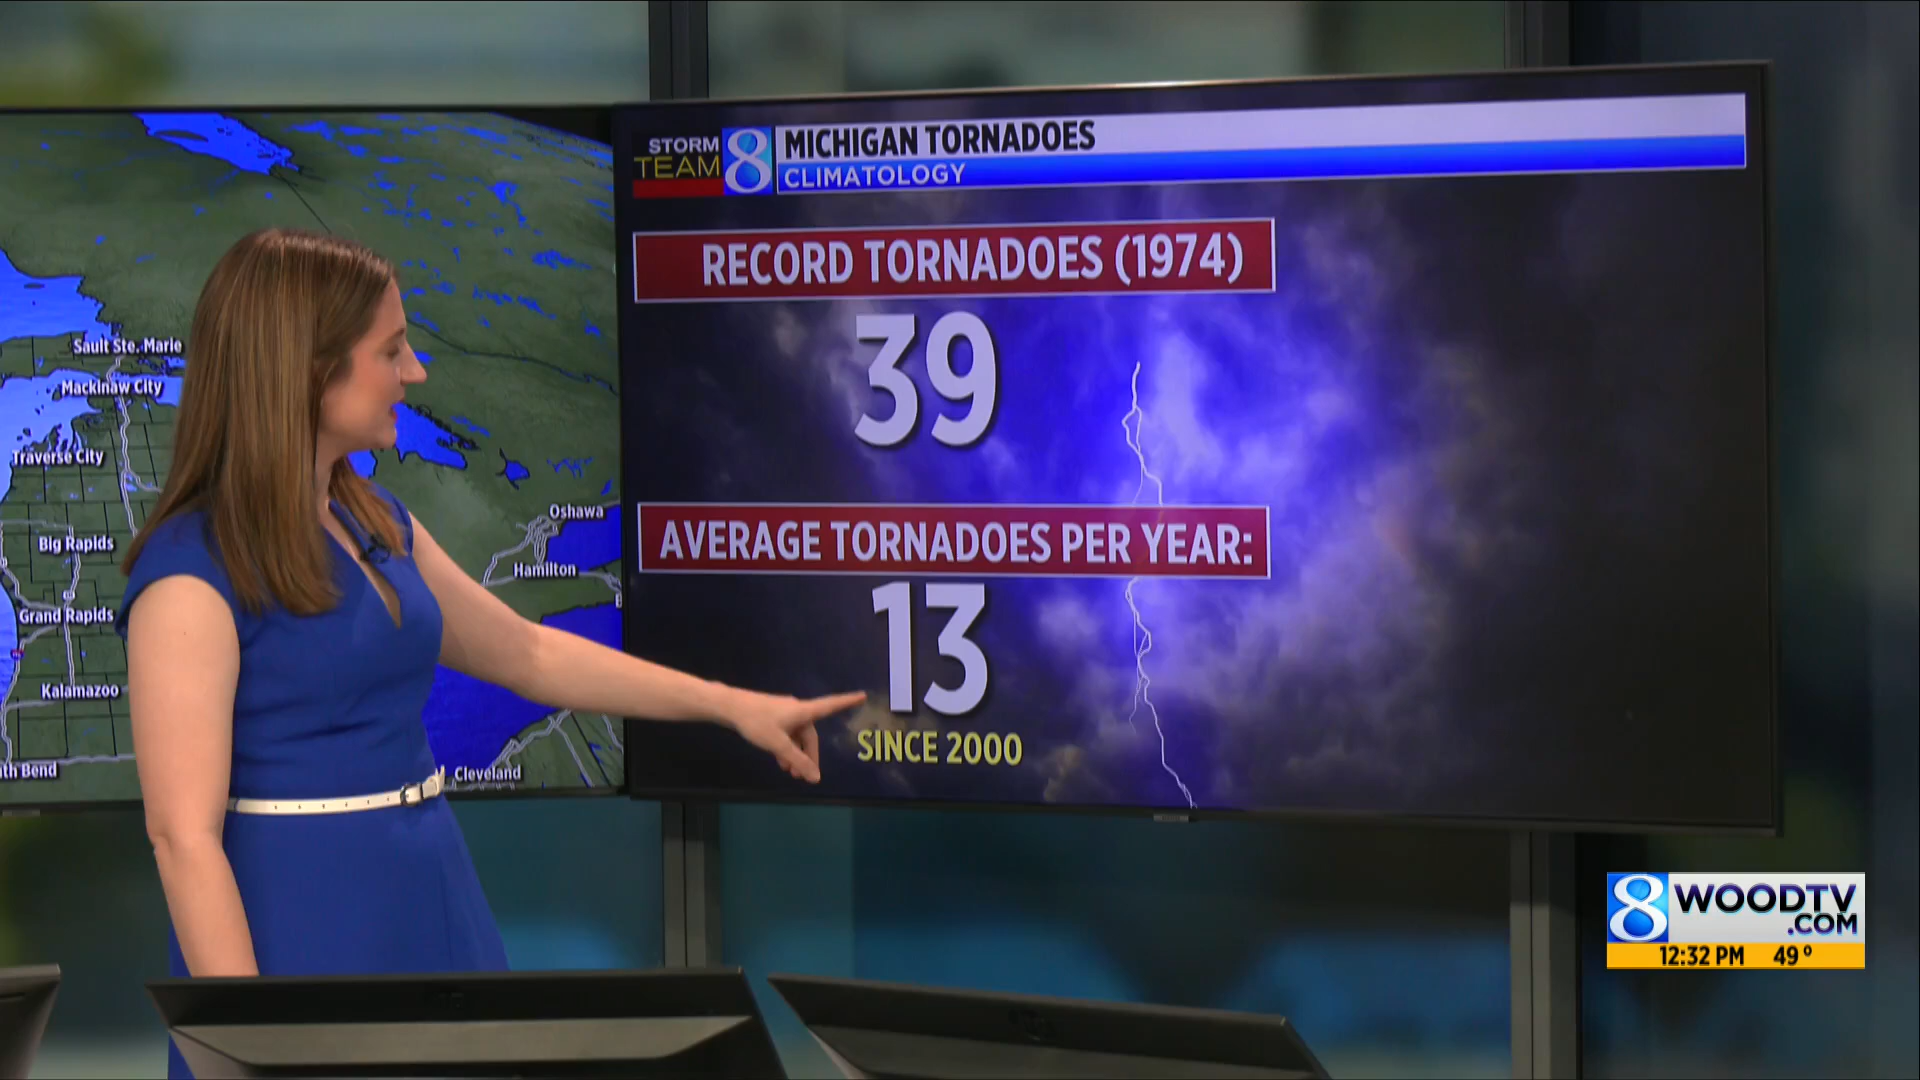 STORM
TEAM
8
MICHIGAN TORNADOES
CLIMATOLOGY
RECORD TORNADOES (1974)
39
AVERAGE TORNADOES PER YEAR:
13
SINCE 2000
Sault Ste. Marie
Mackinaw City
Traverse City
Oshawa
Big Rapids
Hamilton
Grand Rapids
Kalamazoo
th Bend
Cleveland
8 WOODTV
.COM
12:32 PM 49°